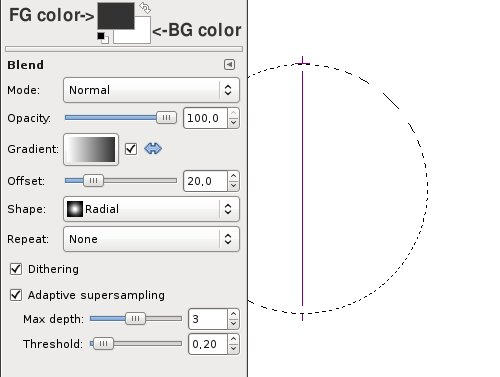 FG color->
<-BG color
Blend
Mode: Normal
Opacity: 100,0
Gradient:
Offset: 20,0
Shape: Radial
Repeat: None
Dithering
Adaptive supersampling
Max depth: 3
Threshold: 0,20